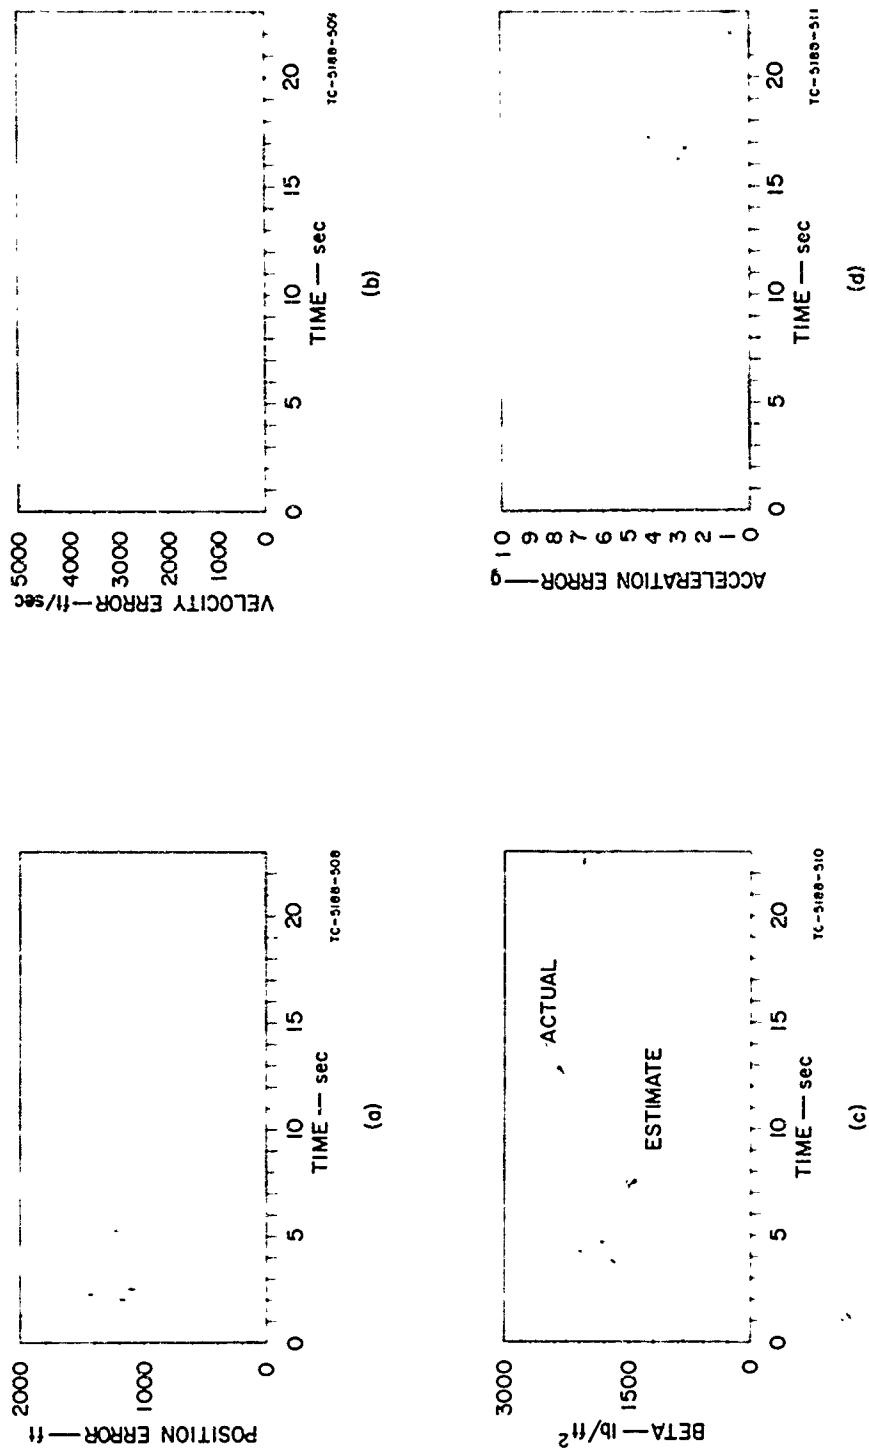 2000
1000
0
POSITION ERROR — ft
0 5 10 15 20
TIME — sec
TC-5188-508
(a)
5000
4000
3000
2000
1000
0
VELOCITY ERROR — ft/sec
0 5 10 15 20
TIME — sec
TC-5188-509
(b)
3000
1500
0
BETA — lb/ft²
ACTUAL
ESTIMATE
0 5 10 15 20
TIME — sec
TC-5188-510
(c)
10
9
8
7
6
5
4
3
2
1
0
ACCELERATION ERROR — g
0 5 10 15 20
TIME — sec
TC-5188-511
(d)